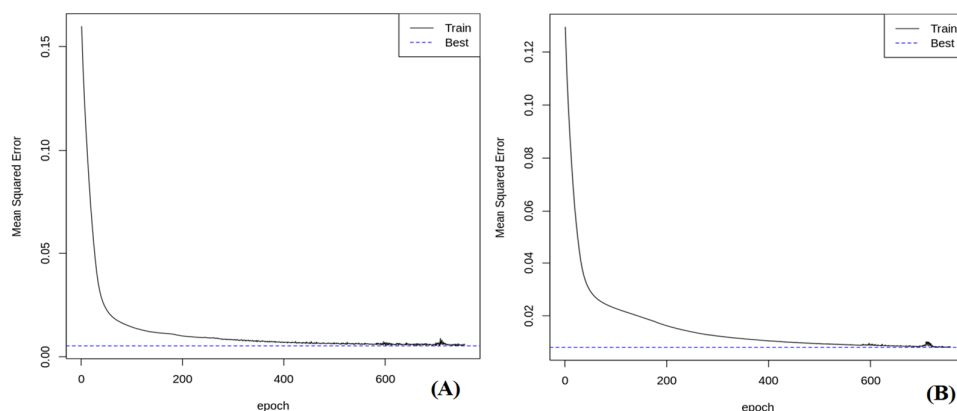 Train
Best
Mean Squared Error
0.15
0.10
0.05
0.00
0
200
400
600
epoch
(A)
Train
Best
Mean Squared Error
0.12
0.10
0.08
0.06
0.04
0.02
0
200
400
600
epoch
(B)